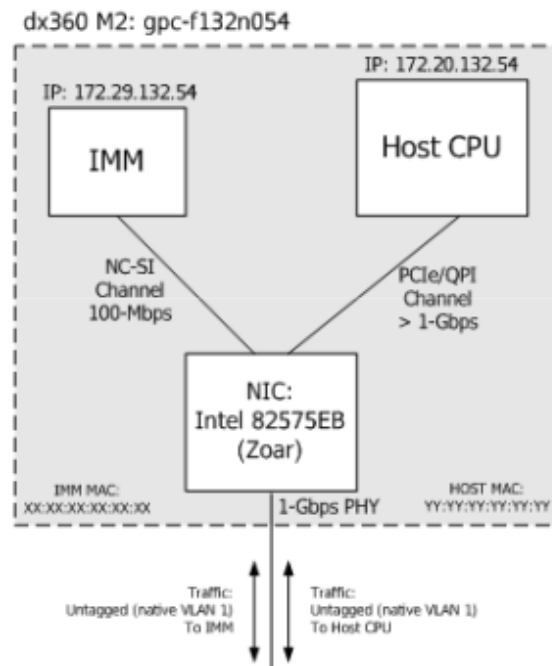 dx360 M2: gpc-f132n054
IP: 172.29.132.54
IP: 172.20.132.54
IMM
Host CPU
NC-SI
Channel
100-Mbps
PCIe/QPI
Channel
> 1-Gbps
NIC:
Intel 82575EB
(Zoar)
IMM MAC:
XX:XX:XX:XX:XX:XX
HOST MAC:
YY:YY:YY:YY:YY:YY
1-Gbps PHY
Traffic:
Untagged (native VLAN 1)
To IMM
Traffic:
Untagged (native VLAN 1)
To Host CPU